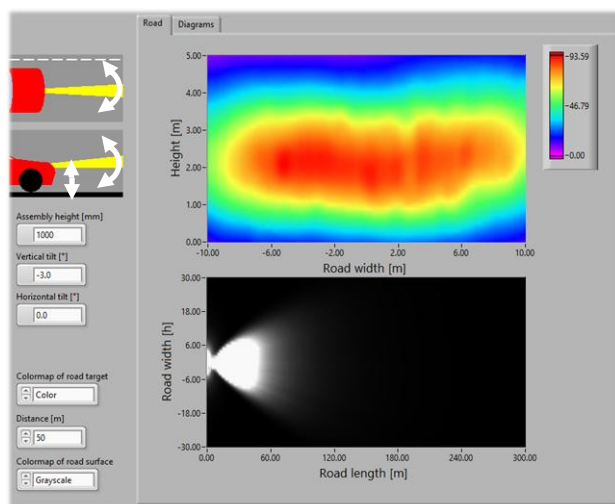 Road
Diagrams
5.00
4.00
3.00
2.00
1.00
0.00
Height [m]
-10.00
-6.00
-2.00
2.00
6.00
10.00
Road width [m]
93.59
46.79
0.00
Assembly height [mm]
1000
Vertical tilt [°]
-3.0
Horizontal tilt [°]
0.0
Colormap of road target
Color
Distance [m]
50
Colormap of road surface
Grayscale
30.00
18.00
6.00
-6.00
-18.00
-30.00
Road width [h]
0.00
60.00
120.00
180.00
240.00
300.00
Road length [m]